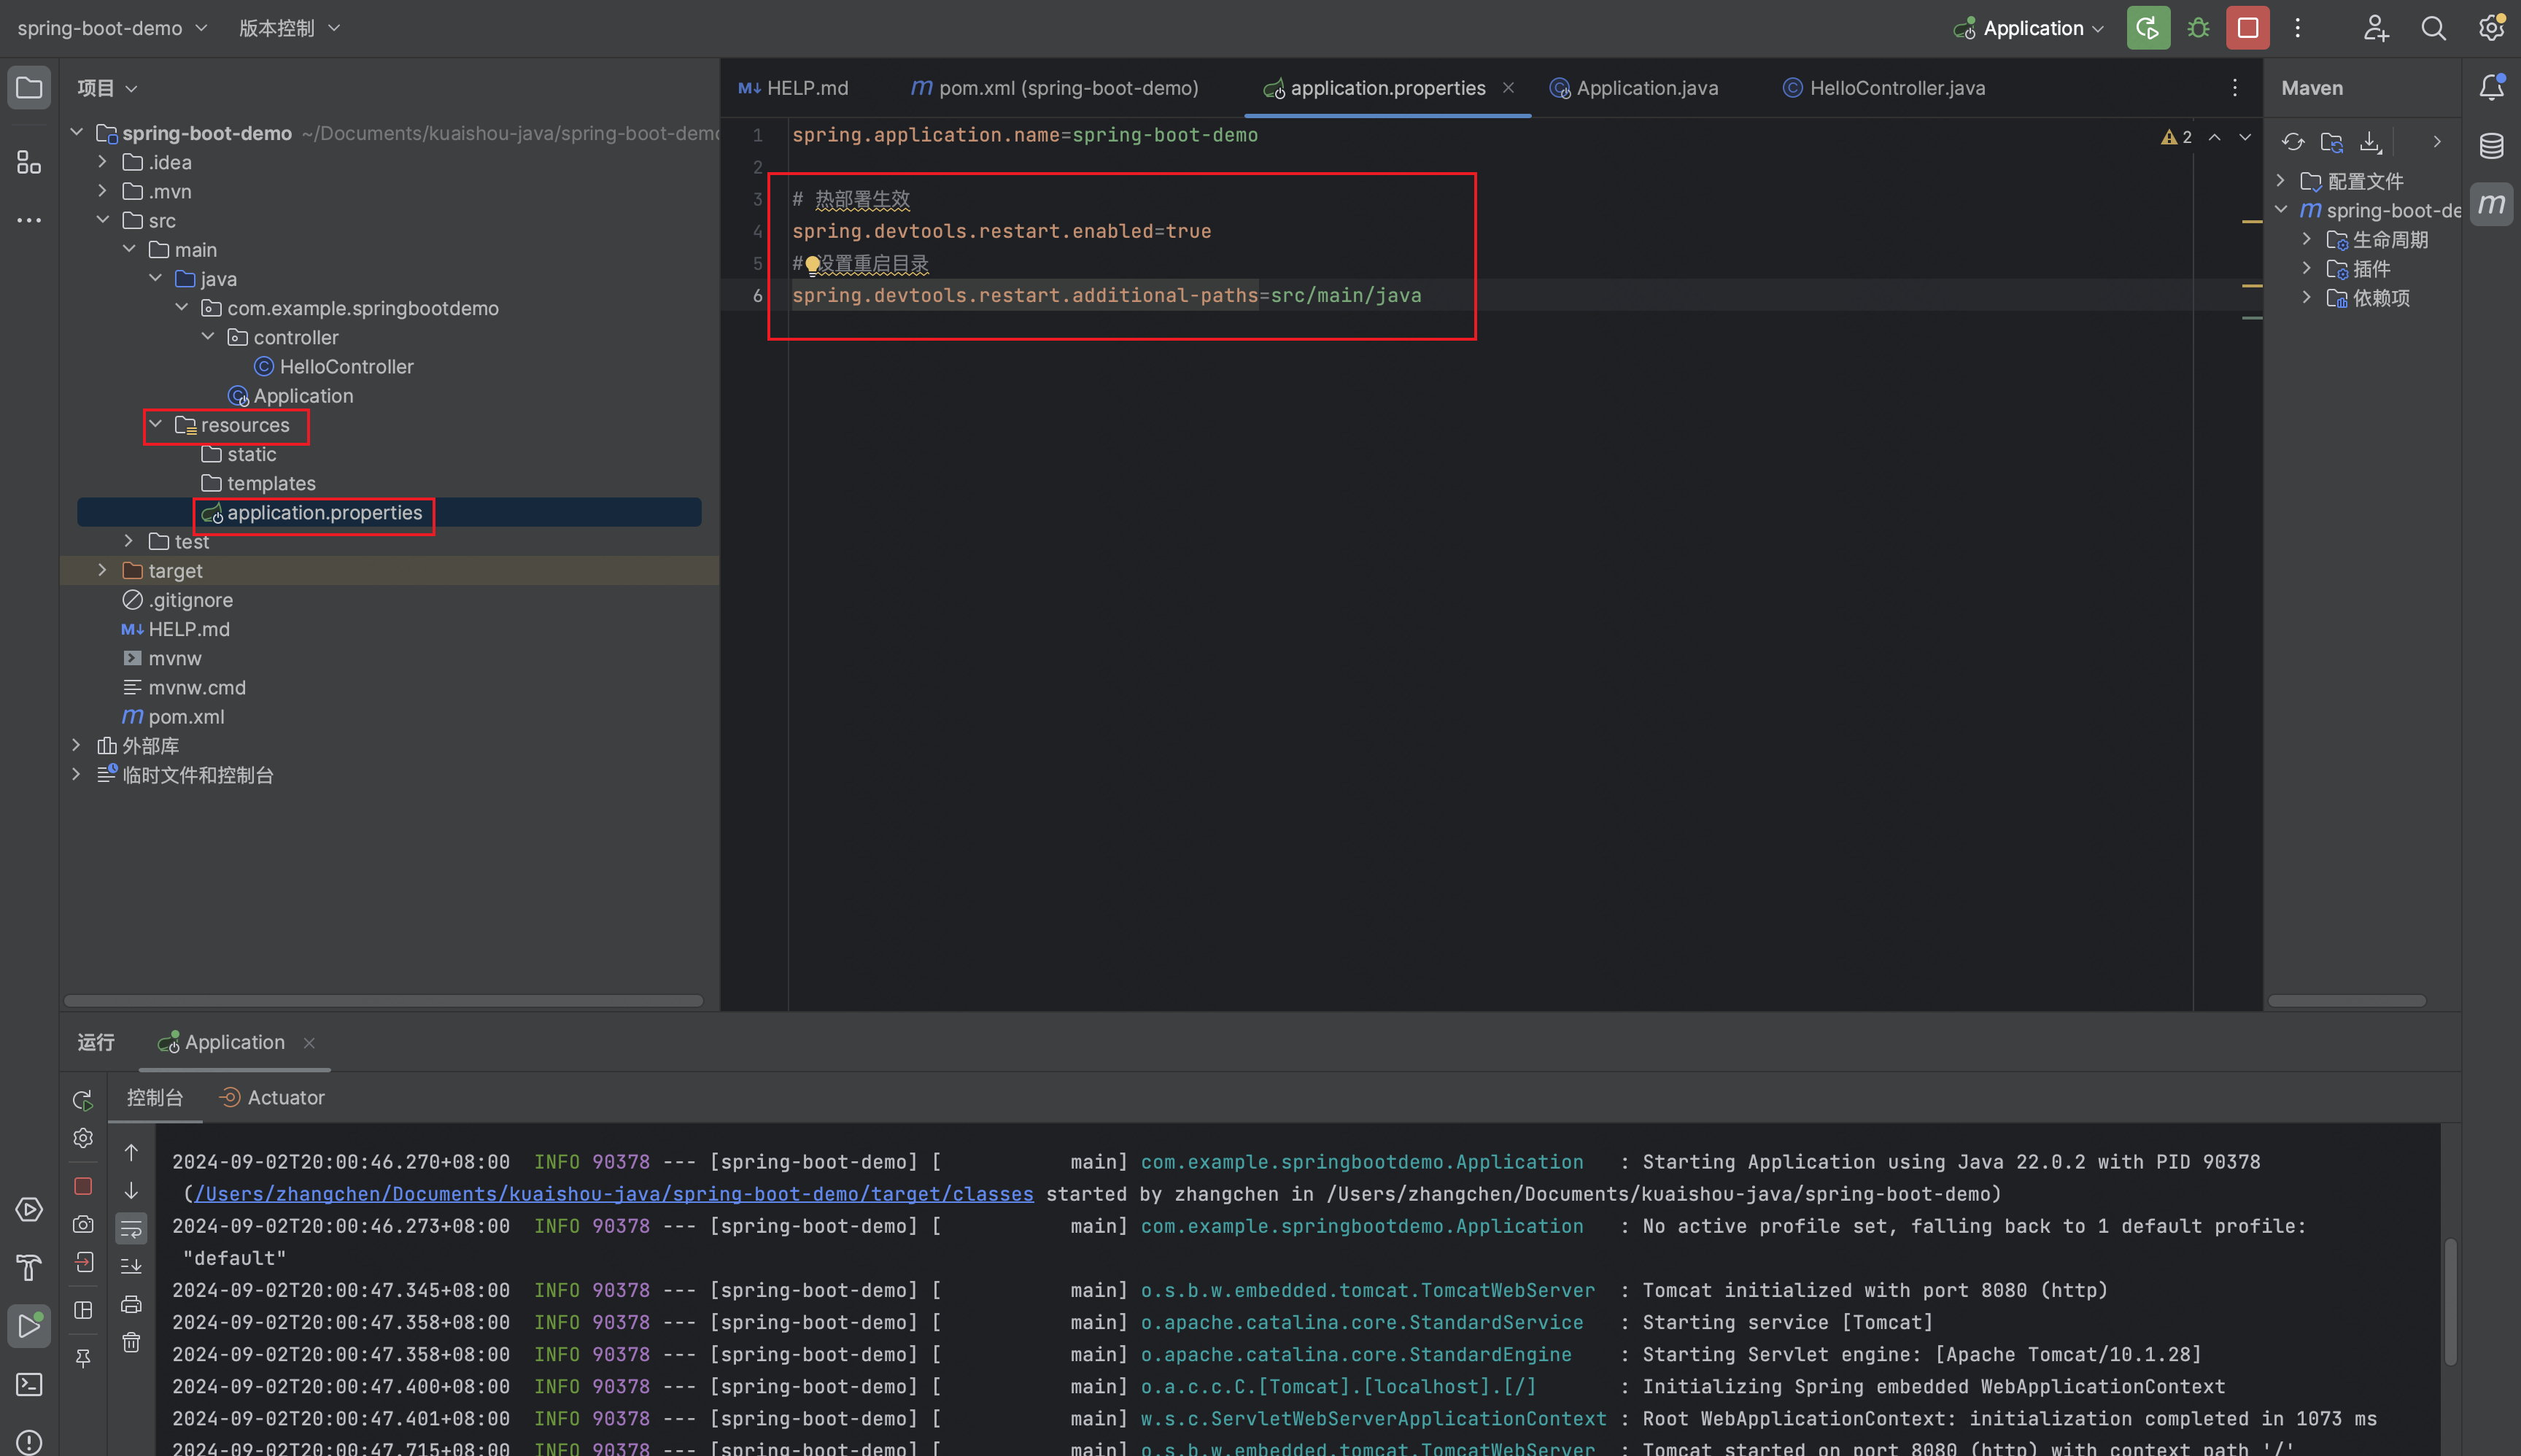 spring-boot-demo
版本控制
Application
项目
HELP.md
pom.xml (spring-boot-demo)
application.properties
Application.java
HelloController.java
Maven
spring-boot-demo ~/Documents/kuaishou-java/spring-boot-demo
.idea
.mvn
src
main
java
com.example.springbootdemo
controller
HelloController
Application
resources
static
templates
application.properties
test
target
.gitignore
HELP.md
mvnw
mvnw.cmd
pom.xml
外部库
临时文件和控制台
1 spring.application.name=spring-boot-demo
2
3 # 热部署生效
4 spring.devtools.restart.enabled=true
5 # 设置重启目录
6 spring.devtools.restart.additional-paths=src/main/java
2
配置文件
spring-boot-de
生命周期
插件
依赖项
运行
Application
控制台
Actuator
2024-09-02T20:00:46.270+08:00  INFO 90378 --- [spring-boot-demo] [           main] com.example.springbootdemo.Application   : Starting Application using Java 22.0.2 with PID 90378
(/Users/zhangchen/Documents/kuaishou-java/spring-boot-demo/target/classes started by zhangchen in /Users/zhangchen/Documents/kuaishou-java/spring-boot-demo)
2024-09-02T20:00:46.273+08:00  INFO 90378 --- [spring-boot-demo] [           main] com.example.springbootdemo.Application   : No active profile set, falling back to 1 default profile:
"default"
2024-09-02T20:00:47.345+08:00  INFO 90378 --- [spring-boot-demo] [           main] o.s.b.w.embedded.tomcat.TomcatWebServer  : Tomcat initialized with port 8080 (http)
2024-09-02T20:00:47.358+08:00  INFO 90378 --- [spring-boot-demo] [           main] o.apache.catalina.core.StandardService   : Starting service [Tomcat]
2024-09-02T20:00:47.358+08:00  INFO 90378 --- [spring-boot-demo] [           main] o.apache.catalina.core.StandardEngine    : Starting Servlet engine: [Apache Tomcat/10.1.28]
2024-09-02T20:00:47.400+08:00  INFO 90378 --- [spring-boot-demo] [           main] o.a.c.c.C.[Tomcat].[localhost].[/]       : Initializing Spring embedded WebApplicationContext
2024-09-02T20:00:47.401+08:00  INFO 90378 --- [spring-boot-demo] [           main] w.s.c.ServletWebServerApplicationContext : Root WebApplicationContext: initialization completed in 1073 ms
2024-09-02T20:00:47.715+08:00  INFO 90378 --- [spring-boot-demo] [           main] o.s.b.w.embedded.tomcat.TomcatWebServer  : Tomcat started on port 8080 (http) with context path '/'